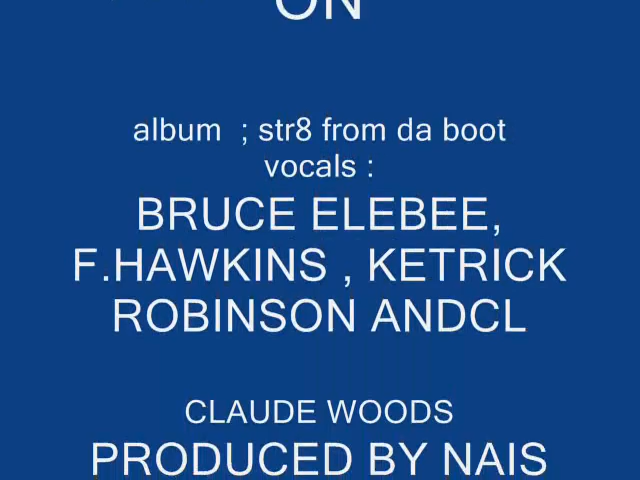 ON
album  ; str8 from da boot
vocals :
BRUCE ELEBEE,
F.HAWKINS , KETRICK
ROBINSON ANDCL
CLAUDE WOODS
PRODUCED BY NAIS